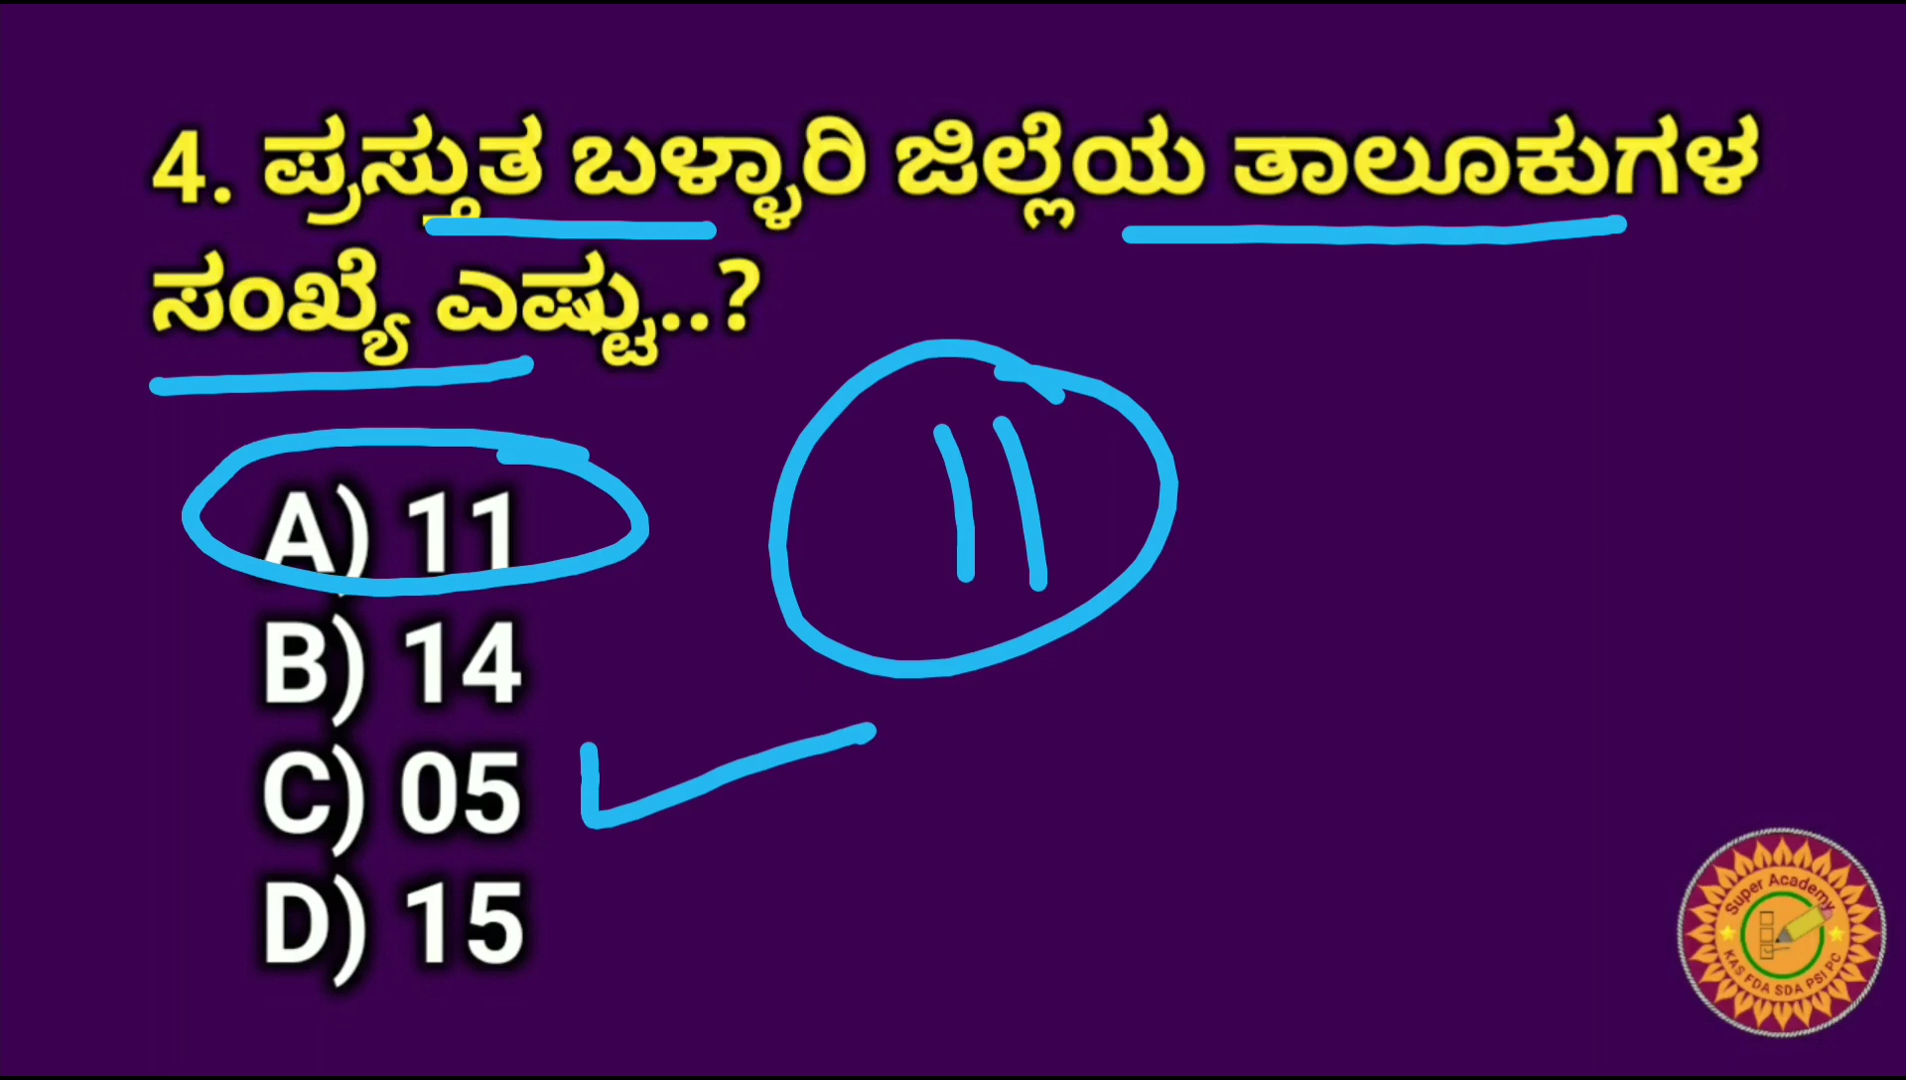 4. ಪ್ರಸ್ತುತ ಬಳ್ಳಾರಿ ಜಿಲ್ಲೆಯ ತಾಲೂಕುಗಳ
ಸಂಖ್ಯೆ ಎಷ್ಟು..?
A) 11
11
B) 14
C) 05
D) 15
Super Academy
KAS FDA SDA PSI PC